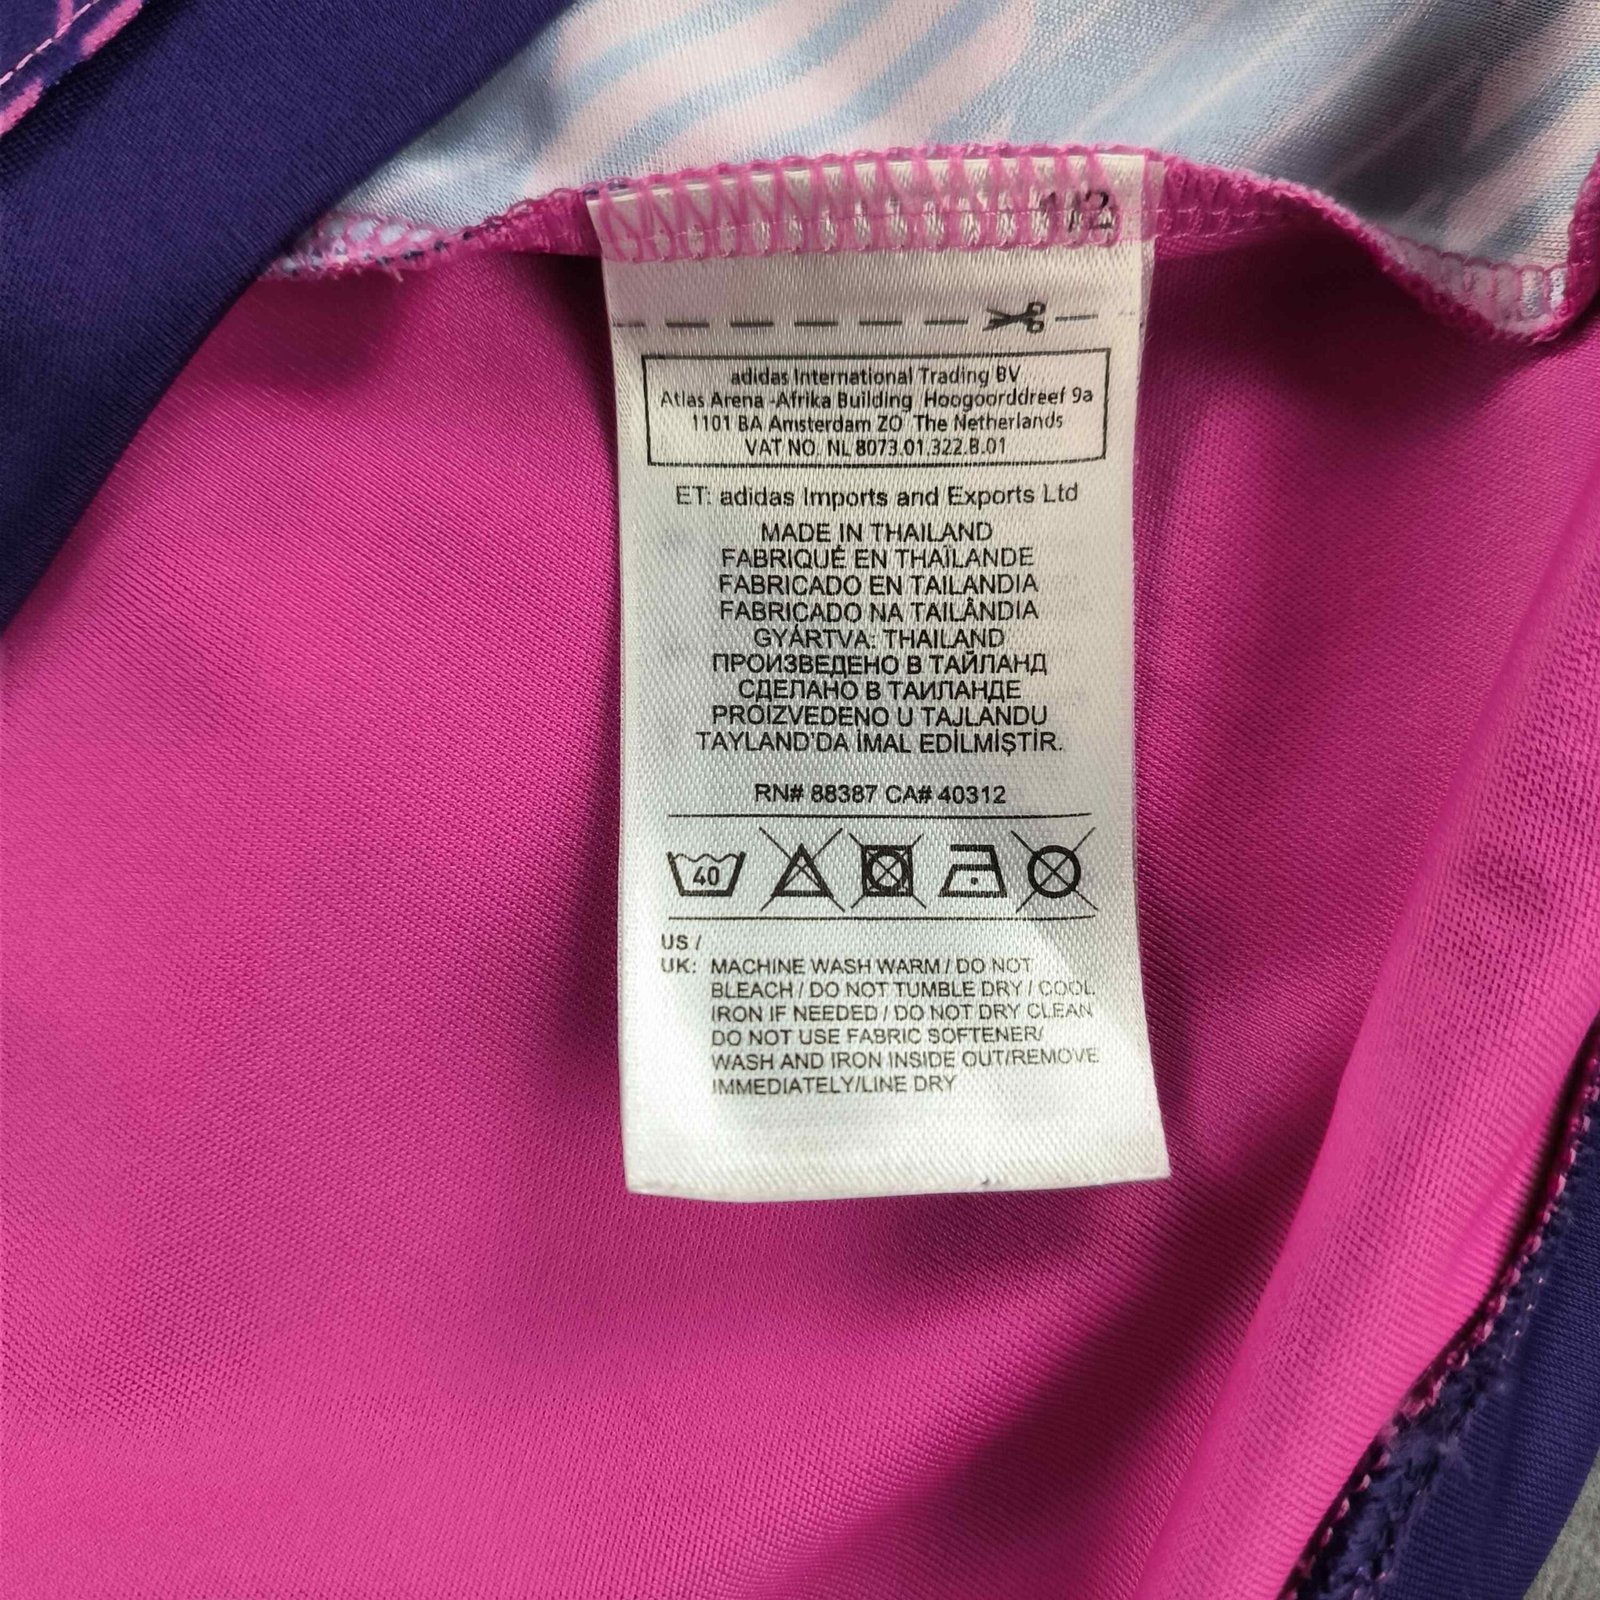 1/2
adidas International Trading BV
Atlas Arena -Afrika Building Hoogoorddreef 9a
1101 BA Amsterdam ZO The Netherlands
VAT NO. NL 8073.01.322.B.01
ET: adidas Imports and Exports Ltd
MADE IN THAILAND
FABRIQUÉ EN THAÏLANDE
FABRICADO EN TAILANDIA
FABRICADO NA TAILÂNDIA
GYÁRTVA: THAILAND
ПРОИЗВЕДЕНО В ТАЙЛАНД
СДЕЛАНО В ТАИЛАНДЕ
PROIZVEDENO U TAJLANDU
TAYLAND'DA İMAL EDİLMİŞTİR.
RN# 88387 CA# 40312
40
US /
UK: MACHINE WASH WARM / DO NOT
BLEACH / DO NOT TUMBLE DRY / COOL
IRON IF NEEDED / DO NOT DRY CLEAN
DO NOT USE FABRIC SOFTENER/
WASH AND IRON INSIDE OUT/REMOVE
IMMEDIATELY/LINE DRY